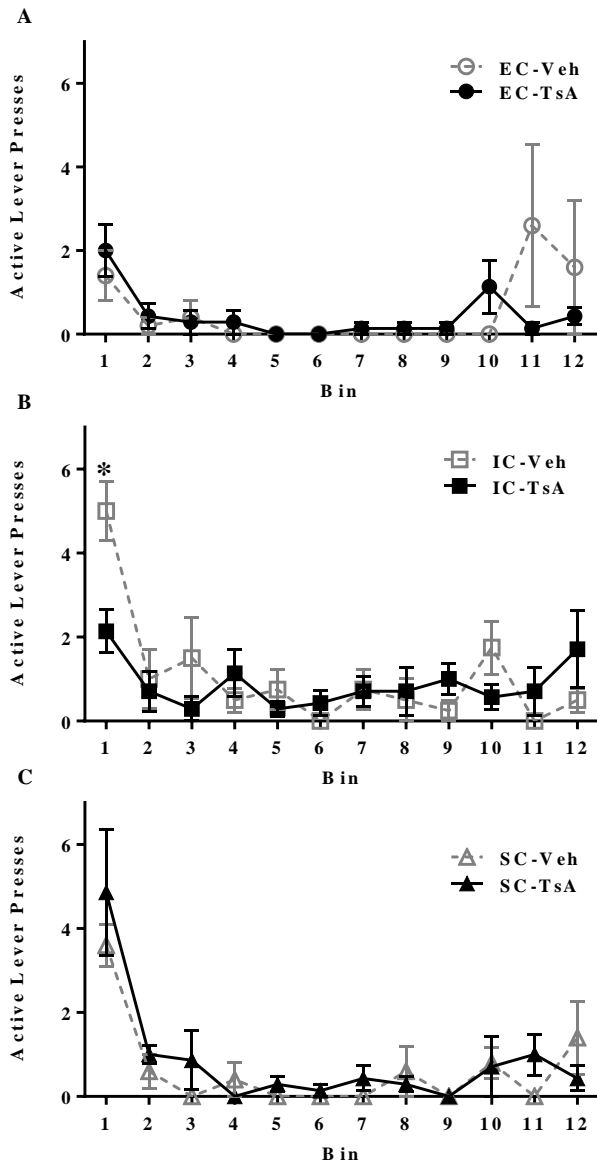 A
Active Lever Presses
EC-Veh
EC-TsA
6
4
2
0
1 2 3 4 5 6 7 8 9 10 11 12
Bin
B
Active Lever Presses
*
IC-Veh
IC-TsA
6
4
2
0
1 2 3 4 5 6 7 8 9 10 11 12
Bin
C
Active Lever Presses
SC-Veh
SC-TsA
6
4
2
0
1 2 3 4 5 6 7 8 9 10 11 12
Bin